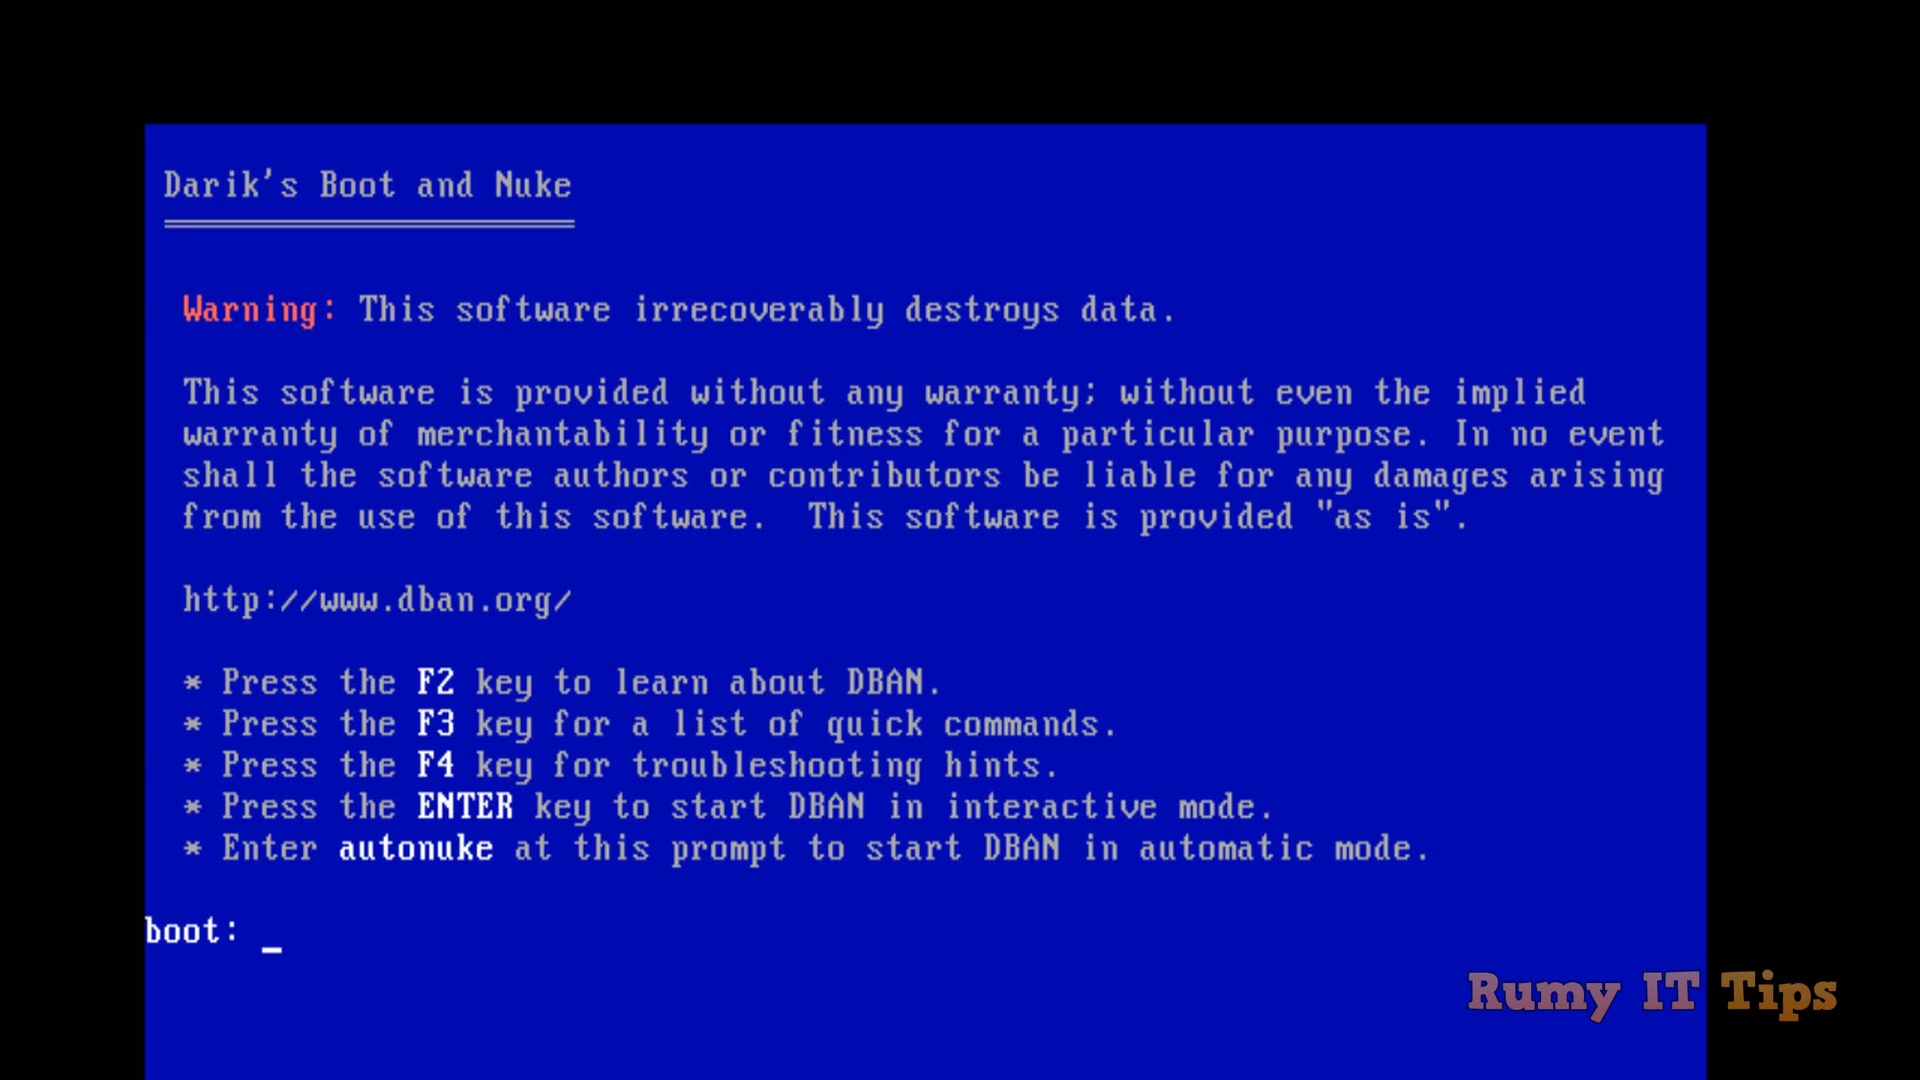 Darik's Boot and Nuke
Warning: This software irrecoverably destroys data.
This software is provided without any warranty; without even the implied
warranty of merchantability or fitness for a particular purpose. In no event
shall the software authors or contributors be liable for any damages arising
from the use of this software.  This software is provided "as is".
http://www.dban.org/
* Press the F2 key to learn about DBAN.
* Press the F3 key for a list of quick commands.
* Press the F4 key for troubleshooting hints.
* Press the ENTER key to start DBAN in interactive mode.
* Enter autonuke at this prompt to start DBAN in automatic mode.
boot: _
Rumy IT Tips